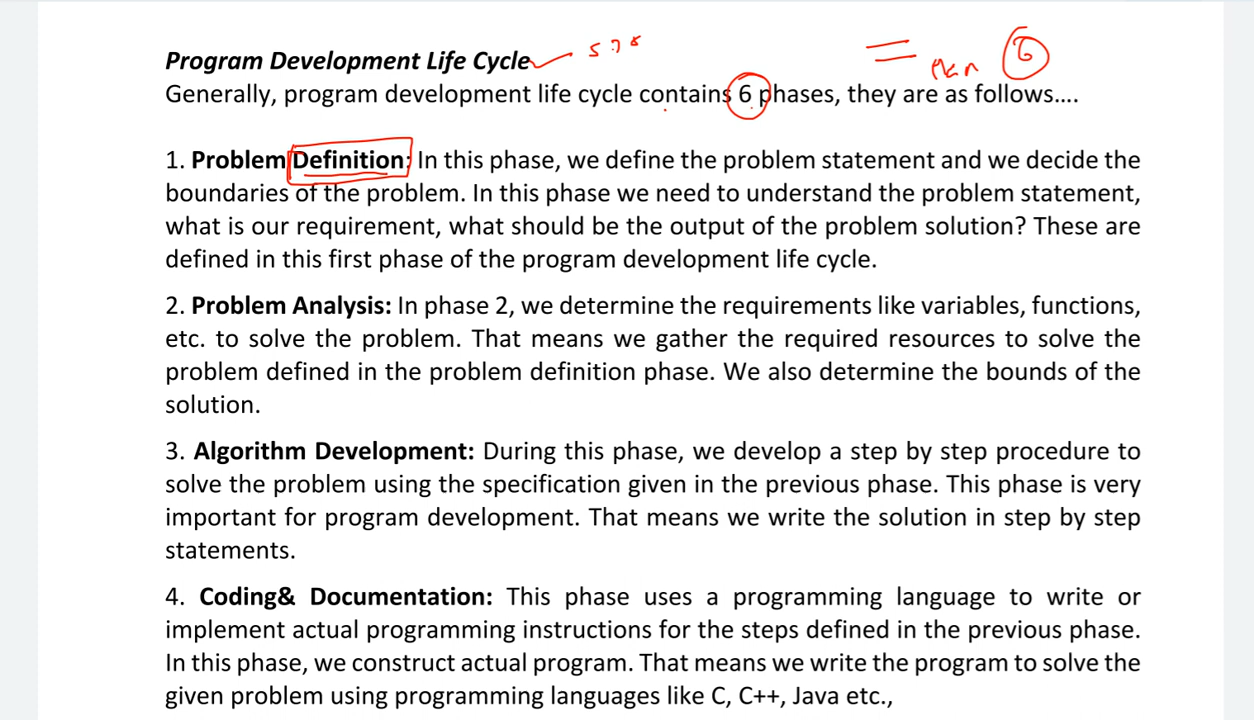 Program Development Life Cycle
6
Generally, program development life cycle contains 6 phases, they are as follows....
1. Problem Definition: In this phase, we define the problem statement and we decide the
boundaries of the problem. In this phase we need to understand the problem statement,
what is our requirement, what should be the output of the problem solution? These are
defined in this first phase of the program development life cycle.
2. Problem Analysis: In phase 2, we determine the requirements like variables, functions,
etc. to solve the problem. That means we gather the required resources to solve the
problem defined in the problem definition phase. We also determine the bounds of the
solution.
3. Algorithm Development: During this phase, we develop a step by step procedure to
solve the problem using the specification given in the previous phase. This phase is very
important for program development. That means we write the solution in step by step
statements.
4. Coding& Documentation: This phase uses a programming language to write or
implement actual programming instructions for the steps defined in the previous phase.
In this phase, we construct actual program. That means we write the program to solve the
given problem using programming languages like C, C++, Java etc.,